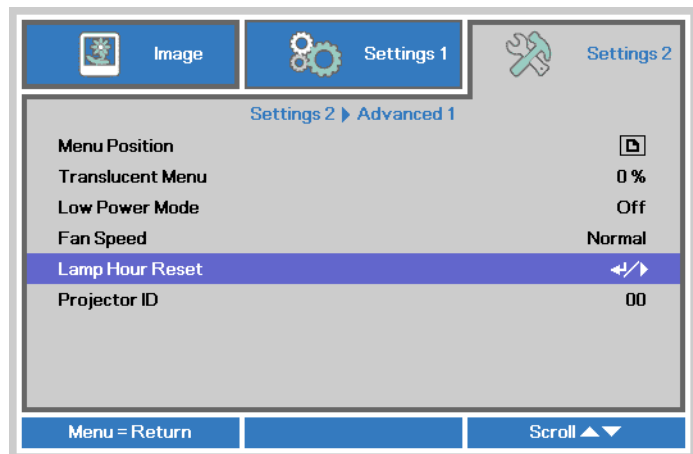 Image
Settings 1
Settings 2
Settings 2 ▶ Advanced 1
Menu Position
Translucent Menu 0 %
Low Power Mode Off
Fan Speed Normal
Lamp Hour Reset ↵/▶
Projector ID 00
Menu = Return
Scroll ▲▼